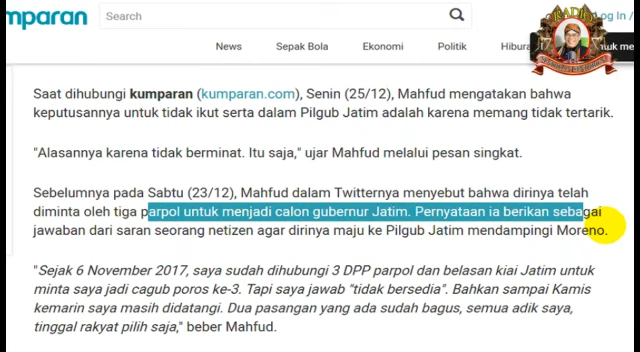 kumparan
Search
Log In /
News Sepak Bola Ekonomi Politik
RADIO
Saat dihubungi kumparan (kumparan.com), Senin (25/12), Mahfud mengatakan bahwa
keputusannya untuk tidak ikut serta dalam Pilgub Jatim adalah karena memang tidak tertarik.
"Alasannya karena tidak berminat. Itu saja," ujar Mahfud melalui pesan singkat.
Sebelumnya pada Sabtu (23/12), Mahfud dalam Twitternya menyebut bahwa dirinya telah
diminta oleh tiga parpol untuk menjadi calon gubernur Jatim. Pernyataan ia berikan sebagai
jawaban dari saran seorang netizen agar dirinya maju ke Pilgub Jatim mendampingi Moreno.
"Sejak 6 November 2017, saya sudah dihubungi 3 DPP parpol dan belasan kiai Jatim untuk
minta saya jadi cagub poros ke-3. Tapi saya jawab "tidak bersedia". Bahkan sampai Kamis
kemarin saya masih didatangi. Dua pasangan yang ada sudah bagus, semua adik saya,
tinggal rakyat pilih saja," beber Mahfud.